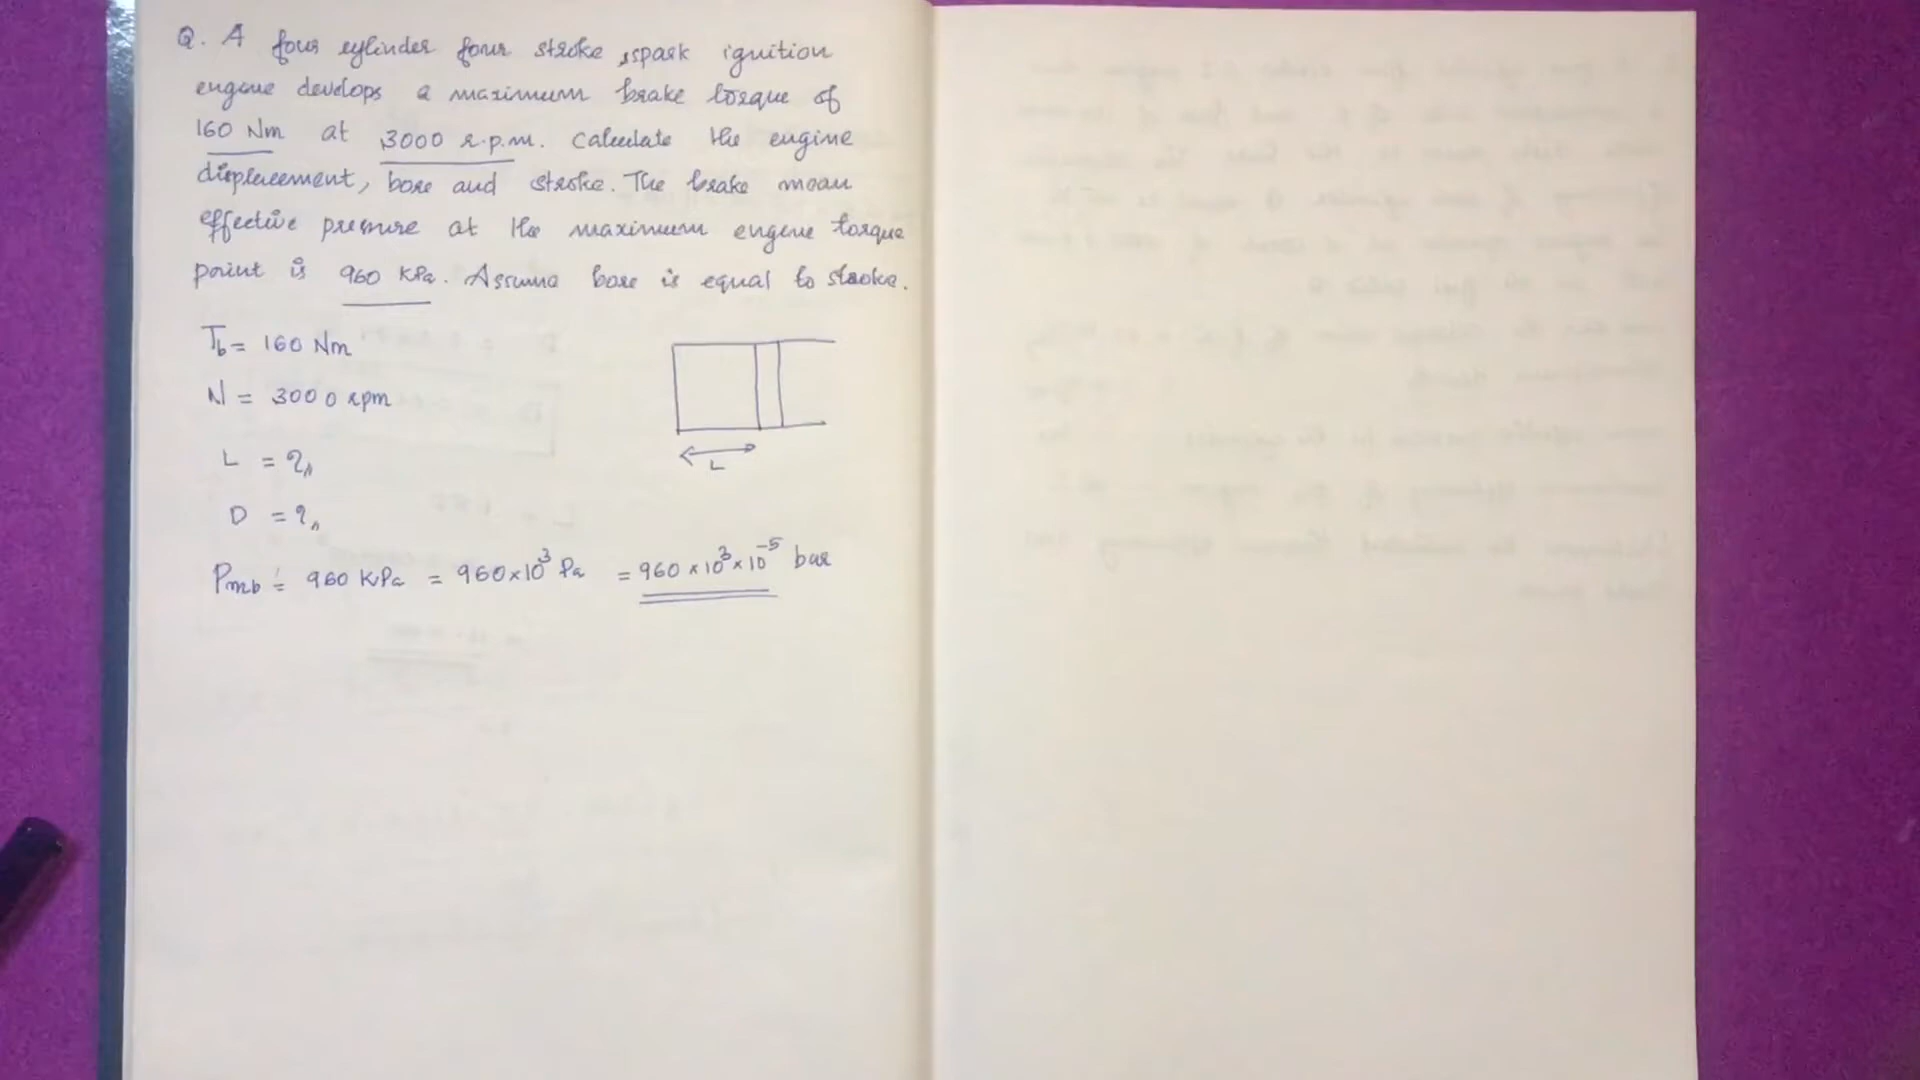 Q. A four cylinder four stroke, spark ignition
engine develops a maximum brake torque of
160 Nm at 3000 r.p.m. Calculate the engine
displacement, bore and stroke. The brake mean
effective pressure at the maximum engine torque
point is 960 KPa. Assume bore is equal to stroke.
Tb = 160 Nm
N = 3000 rpm
L = ?
D = ?
L
Pmb = 960 KPa = 960×10³ Pa = 960×10³×10⁻⁵ bar